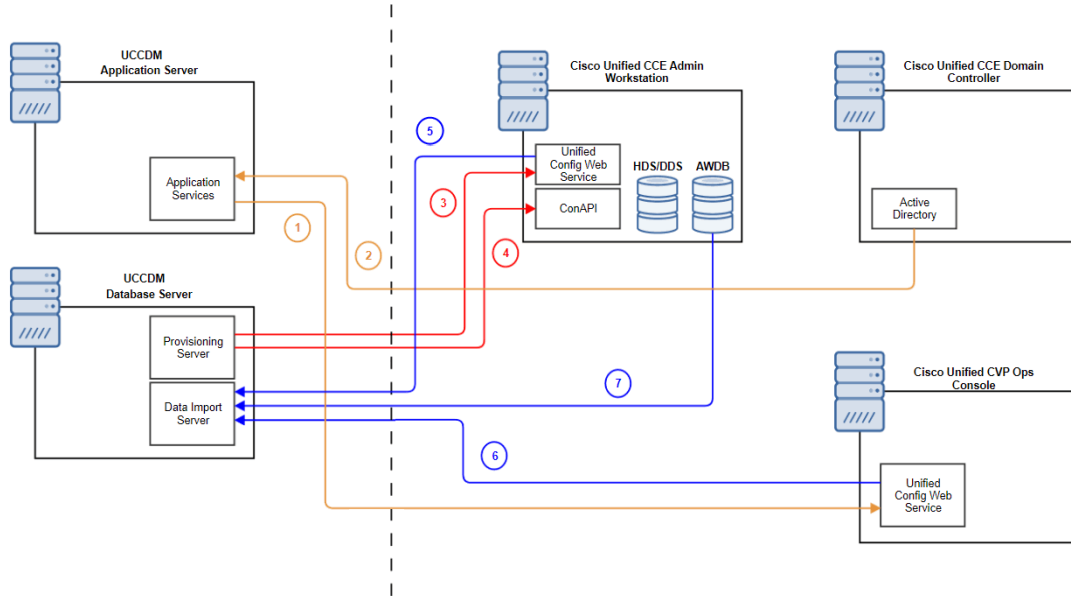 UCCDM
Application Server
Application
Services
1
2
UCCDM
Database Server
Provisioning
Server
Data Import
Server
5
3
4
7
6
Cisco Unified CCE Admin
Workstation
Unified
Config Web
Service
ConAPI
HDS/DDS
AWDB
Cisco Unified CCE Domain
Controller
Active
Directory
Cisco Unified CVP Ops
Console
Unified
Config Web
Service